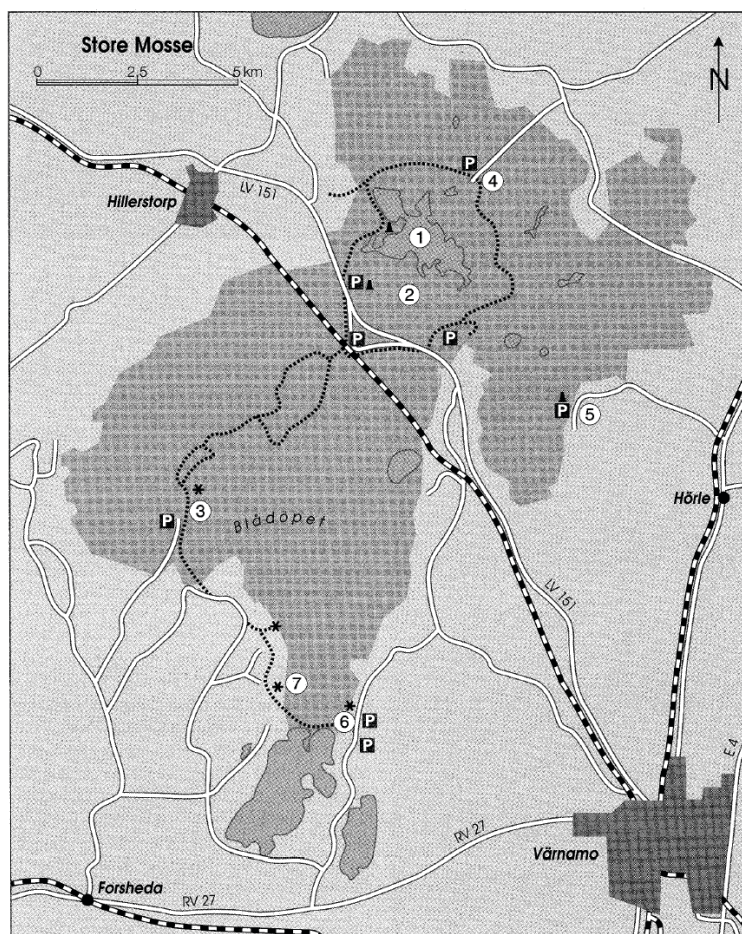 Store Mosse
0 2,5 5 km
N
LV 151
Hillerstorp
P
4
1
P
2
P
P
P
5
Hörle
P
3
Blådöpet
LV 151
7
6
P
P
E 4
RV 27
Värnamo
Forsheda
RV 27